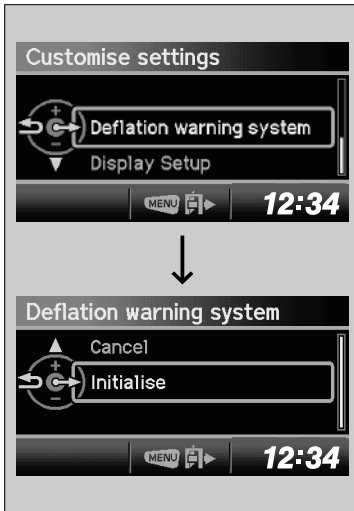 Customise settings
+
Deflation warning system
−
Display Setup
MENU 12:34
Deflation warning system
Cancel
+
Initialise
−
MENU 12:34